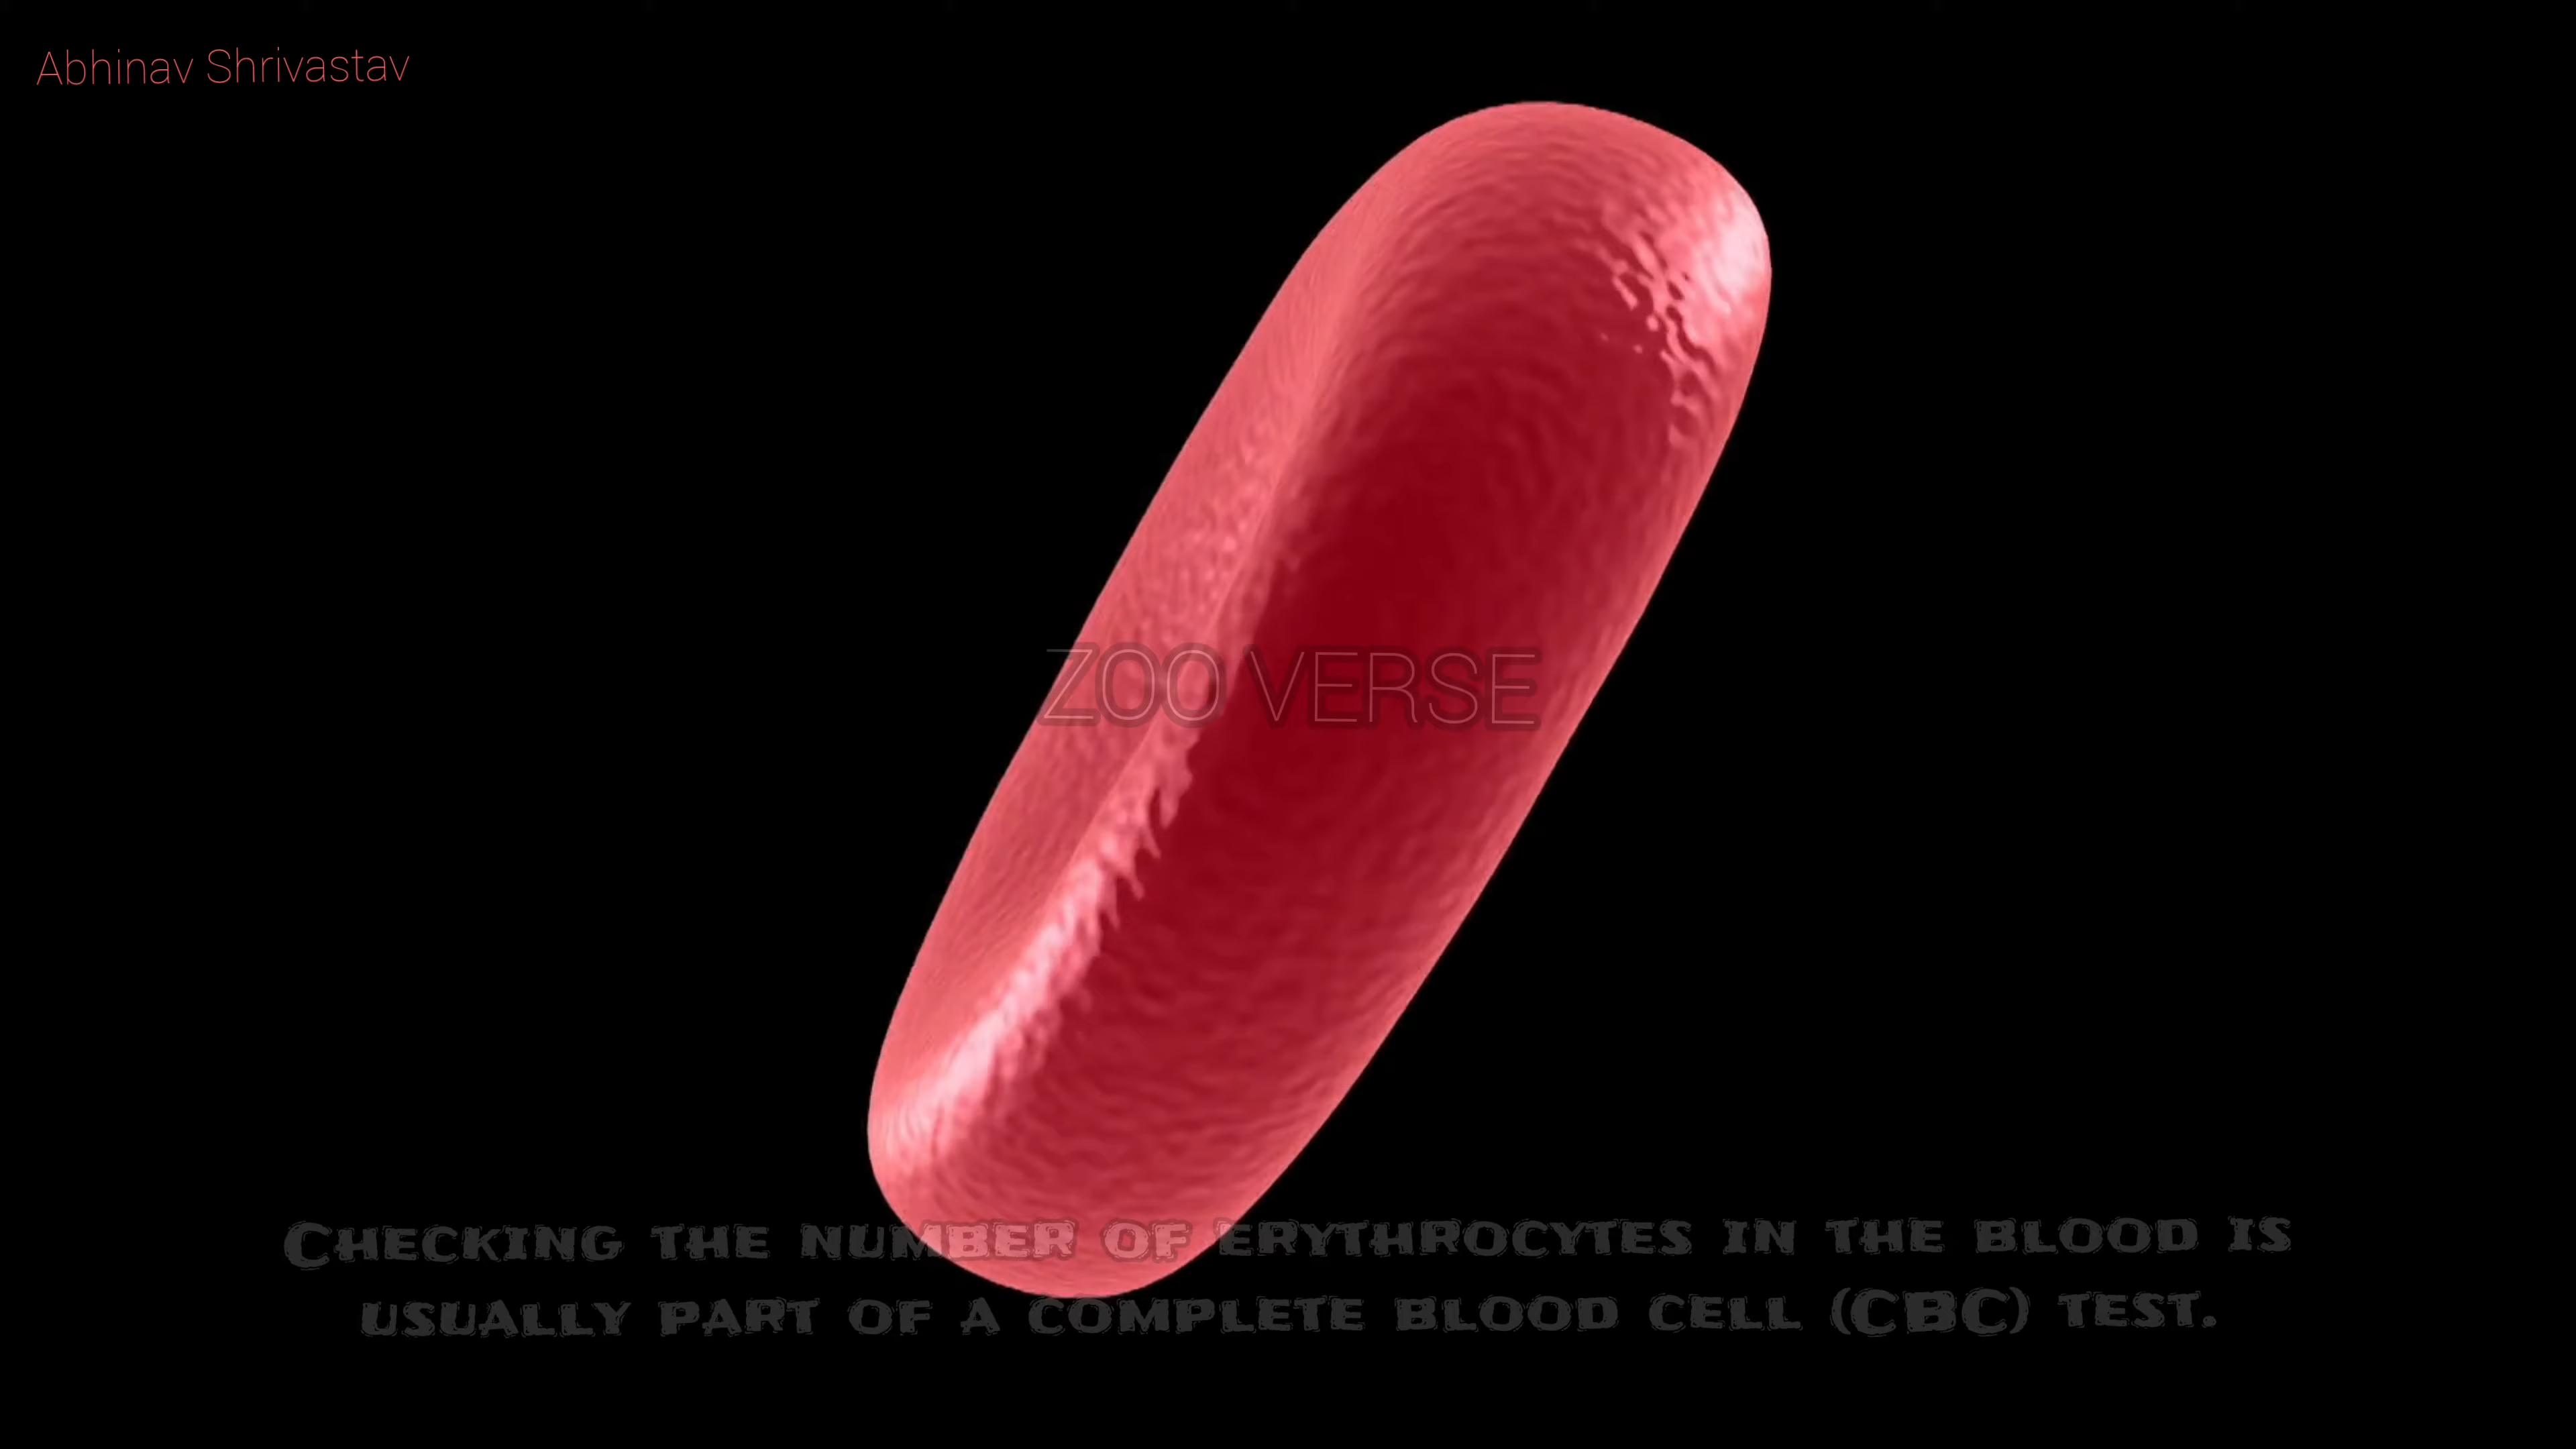 Abhinav Shrivastav
ZOO VERSE
Checking the number of erythrocytes in the blood is
usually part of a complete blood cell (CBC) test.